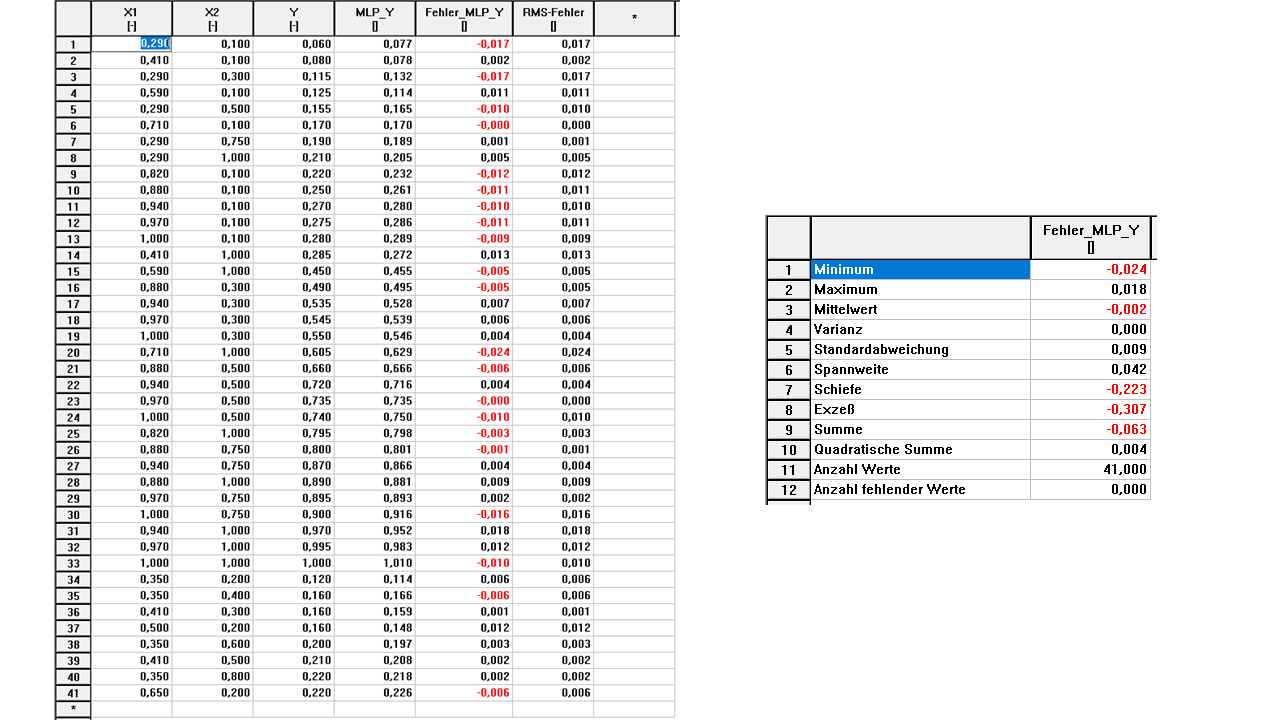 X1 X2 Y MLP_Y Fehler_MLP_Y RMS-Fehler *
[-] [-] [-] [] [] []
1 0,290 0,100 0,060 0,077 -0,017 0,017
2 0,410 0,100 0,080 0,078 0,002 0,002
3 0,290 0,300 0,115 0,132 -0,017 0,017
4 0,590 0,100 0,125 0,114 0,011 0,011
5 0,290 0,500 0,155 0,165 -0,010 0,010
6 0,710 0,100 0,170 0,170 -0,000 0,000
7 0,290 0,750 0,190 0,189 0,001 0,001
8 0,290 1,000 0,210 0,205 0,005 0,005
9 0,820 0,100 0,220 0,232 -0,012 0,012
10 0,880 0,100 0,250 0,261 -0,011 0,011
11 0,940 0,100 0,270 0,280 -0,010 0,010
12 0,970 0,100 0,275 0,286 -0,011 0,011
13 1,000 0,100 0,280 0,289 -0,009 0,009
14 0,410 1,000 0,285 0,272 0,013 0,013
15 0,590 1,000 0,450 0,455 -0,005 0,005
16 0,880 0,300 0,490 0,495 -0,005 0,005
17 0,940 0,300 0,535 0,528 0,007 0,007
18 0,970 0,300 0,545 0,539 0,006 0,006
19 1,000 0,300 0,550 0,546 0,004 0,004
20 0,710 1,000 0,605 0,629 -0,024 0,024
21 0,880 0,500 0,660 0,666 -0,006 0,006
22 0,940 0,500 0,720 0,716 0,004 0,004
23 0,970 0,500 0,735 0,735 -0,000 0,000
24 1,000 0,500 0,740 0,750 -0,010 0,010
25 0,820 1,000 0,795 0,798 -0,003 0,003
26 0,880 0,750 0,800 0,801 -0,001 0,001
27 0,940 0,750 0,870 0,866 0,004 0,004
28 0,880 1,000 0,890 0,881 0,009 0,009
29 0,970 0,750 0,895 0,893 0,002 0,002
30 1,000 0,750 0,900 0,916 -0,016 0,016
31 0,940 1,000 0,970 0,952 0,018 0,018
32 0,970 1,000 0,995 0,983 0,012 0,012
33 1,000 1,000 1,000 1,010 -0,010 0,010
34 0,350 0,200 0,120 0,114 0,006 0,006
35 0,350 0,400 0,160 0,166 -0,006 0,006
36 0,410 0,300 0,160 0,159 0,001 0,001
37 0,500 0,200 0,160 0,148 0,012 0,012
38 0,350 0,600 0,200 0,197 0,003 0,003
39 0,410 0,500 0,210 0,208 0,002 0,002
40 0,350 0,800 0,220 0,218 0,002 0,002
41 0,650 0,200 0,220 0,226 -0,006 0,006
*
Fehler_MLP_Y
[]
1 Minimum -0,024
2 Maximum 0,018
3 Mittelwert -0,002
4 Varianz 0,000
5 Standardabweichung 0,009
6 Spannweite 0,042
7 Schiefe -0,223
8 Exzeß -0,307
9 Summe -0,063
10 Quadratische Summe 0,004
11 Anzahl Werte 41,000
12 Anzahl fehlender Werte 0,000